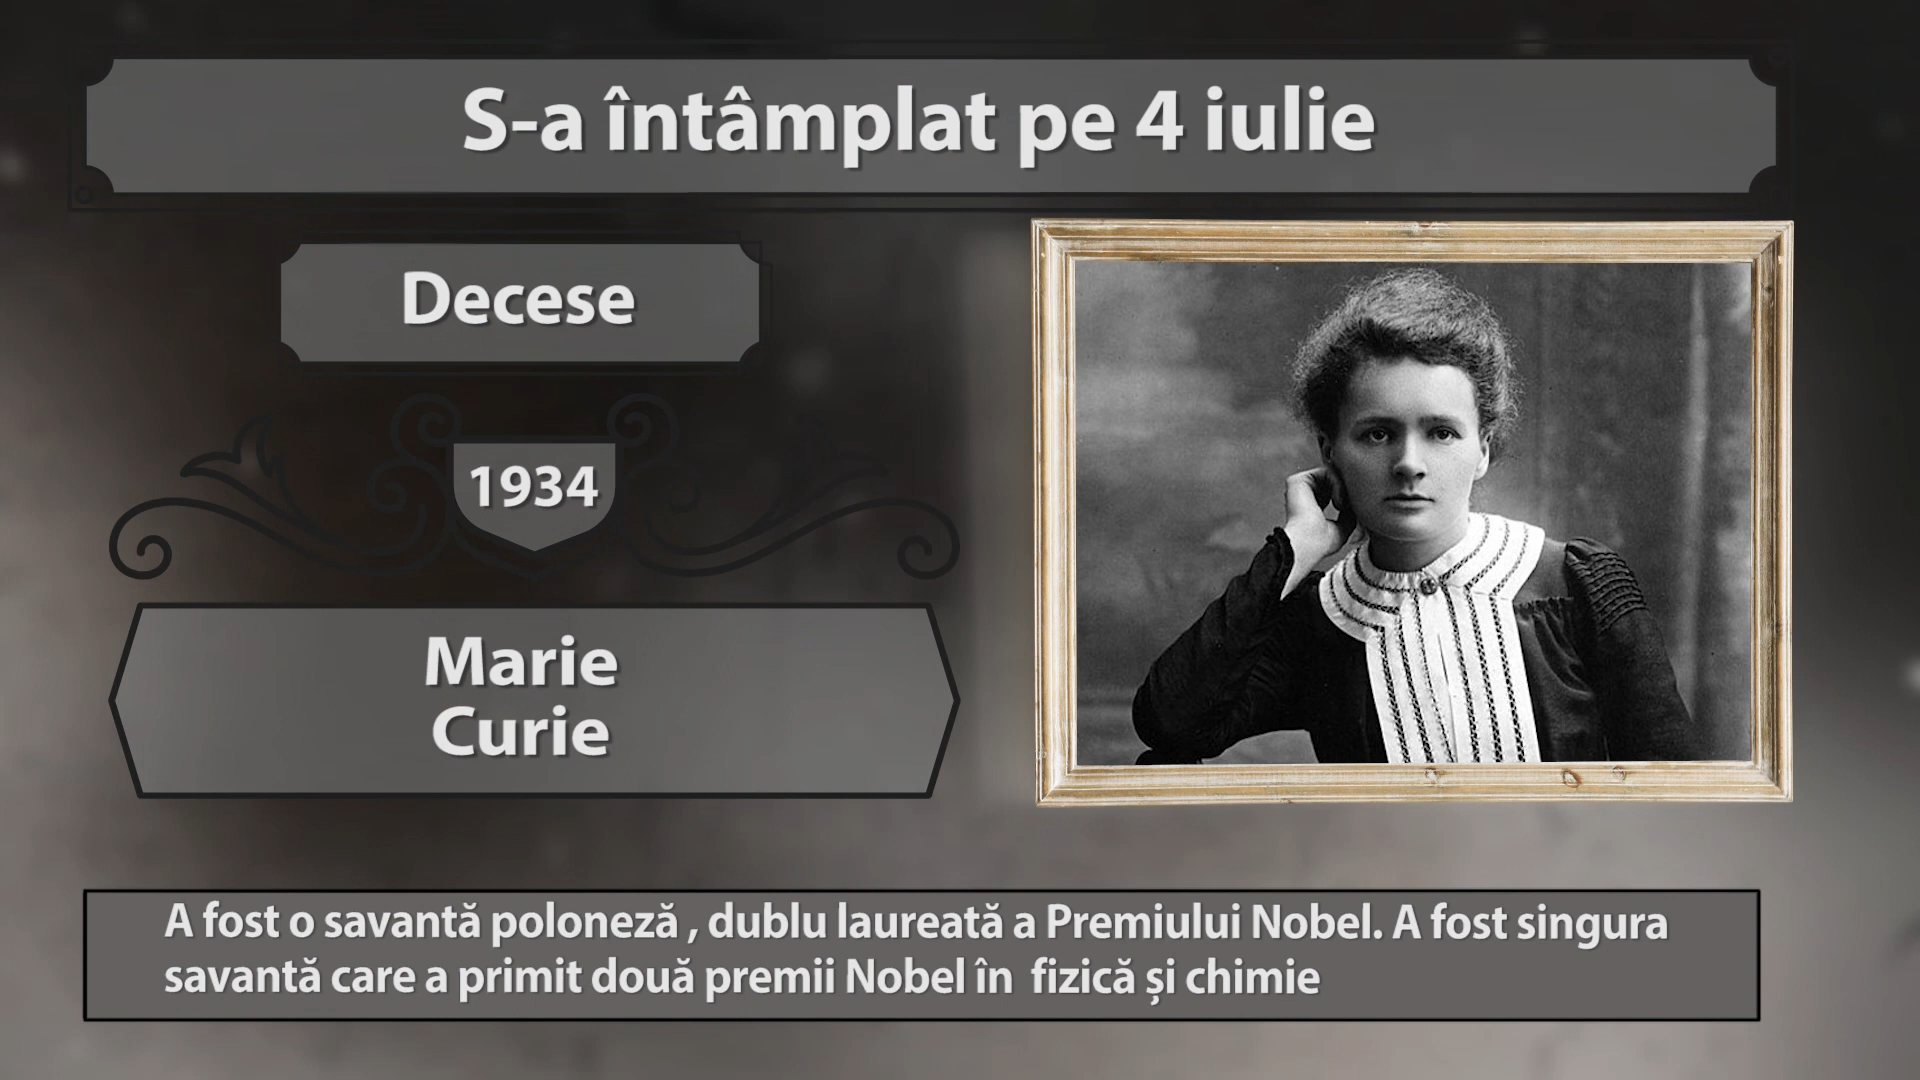 S-a întâmplat pe 4 iulie
Decese
1934
Marie
Curie
A fost o savantă poloneză , dublu laureată a Premiului Nobel. A fost singura
savantă care a primit două premii Nobel în  fizică și chimie